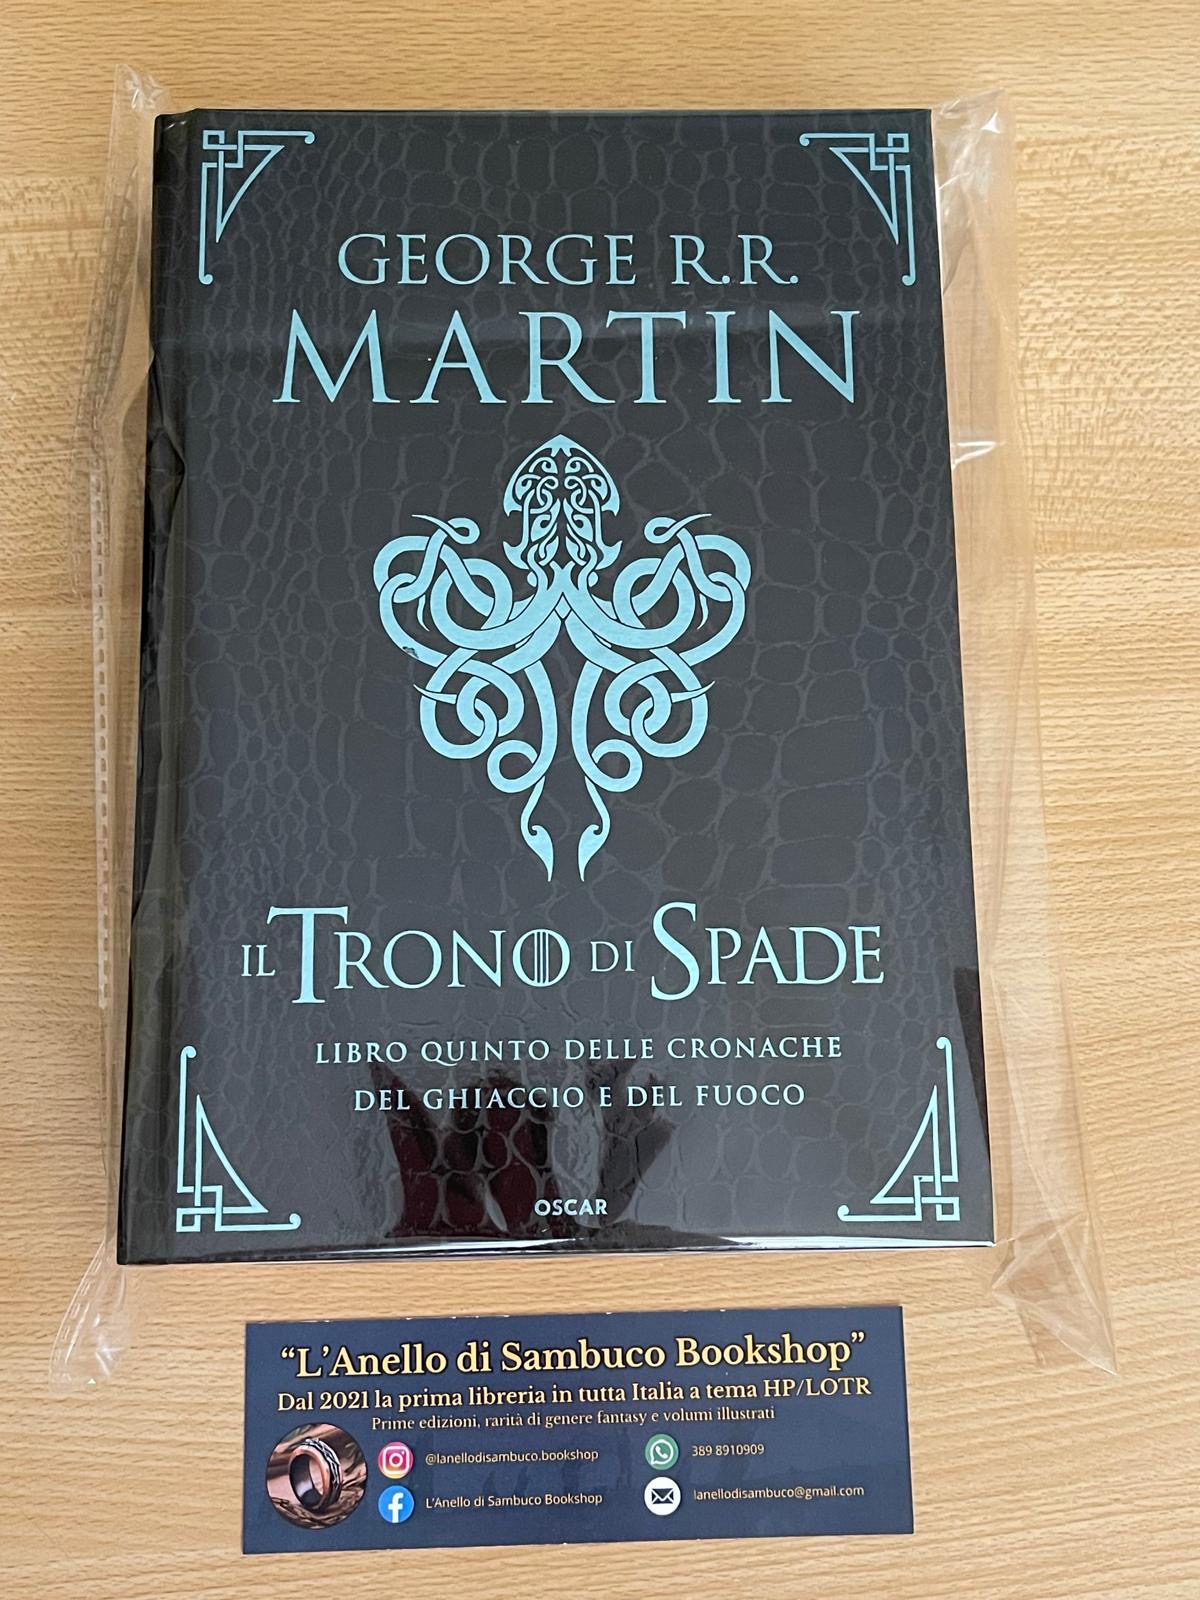 GEORGE R.R.
MARTIN
IL TRONO DI SPADE
LIBRO QUINTO DELLE CRONACHE
DEL GHIACCIO E DEL FUOCO
OSCAR
“L’Anello di Sambuco Bookshop”
Dal 2021 la prima libreria in tutta Italia a tema HP/LOTR
Prime edizioni, rarità di genere fantasy e volumi illustrati
@lanellodisambuco.bookshop
389 8910909
L’Anello di Sambuco Bookshop
lanellodisambuco@gmail.com